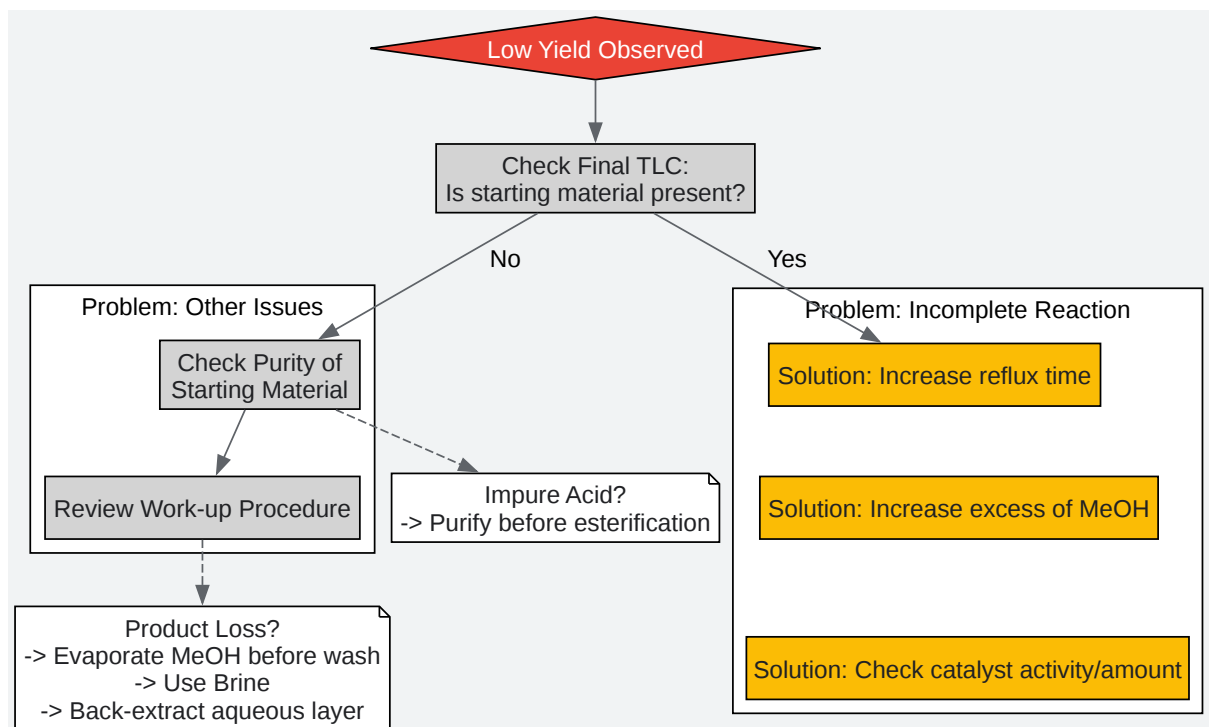 Low Yield Observed
Check Final TLC:
Is starting material present?
No
Yes
Problem: Other Issues
Check Purity of
Starting Material
Review Work-up Procedure
Impure Acid?
-> Purify before esterification
Product Loss?
-> Evaporate MeOH before wash
-> Use Brine
-> Back-extract aqueous layer
Problem: Incomplete Reaction
Solution: Increase reflux time
Solution: Increase excess of MeOH
Solution: Check catalyst activity/amount